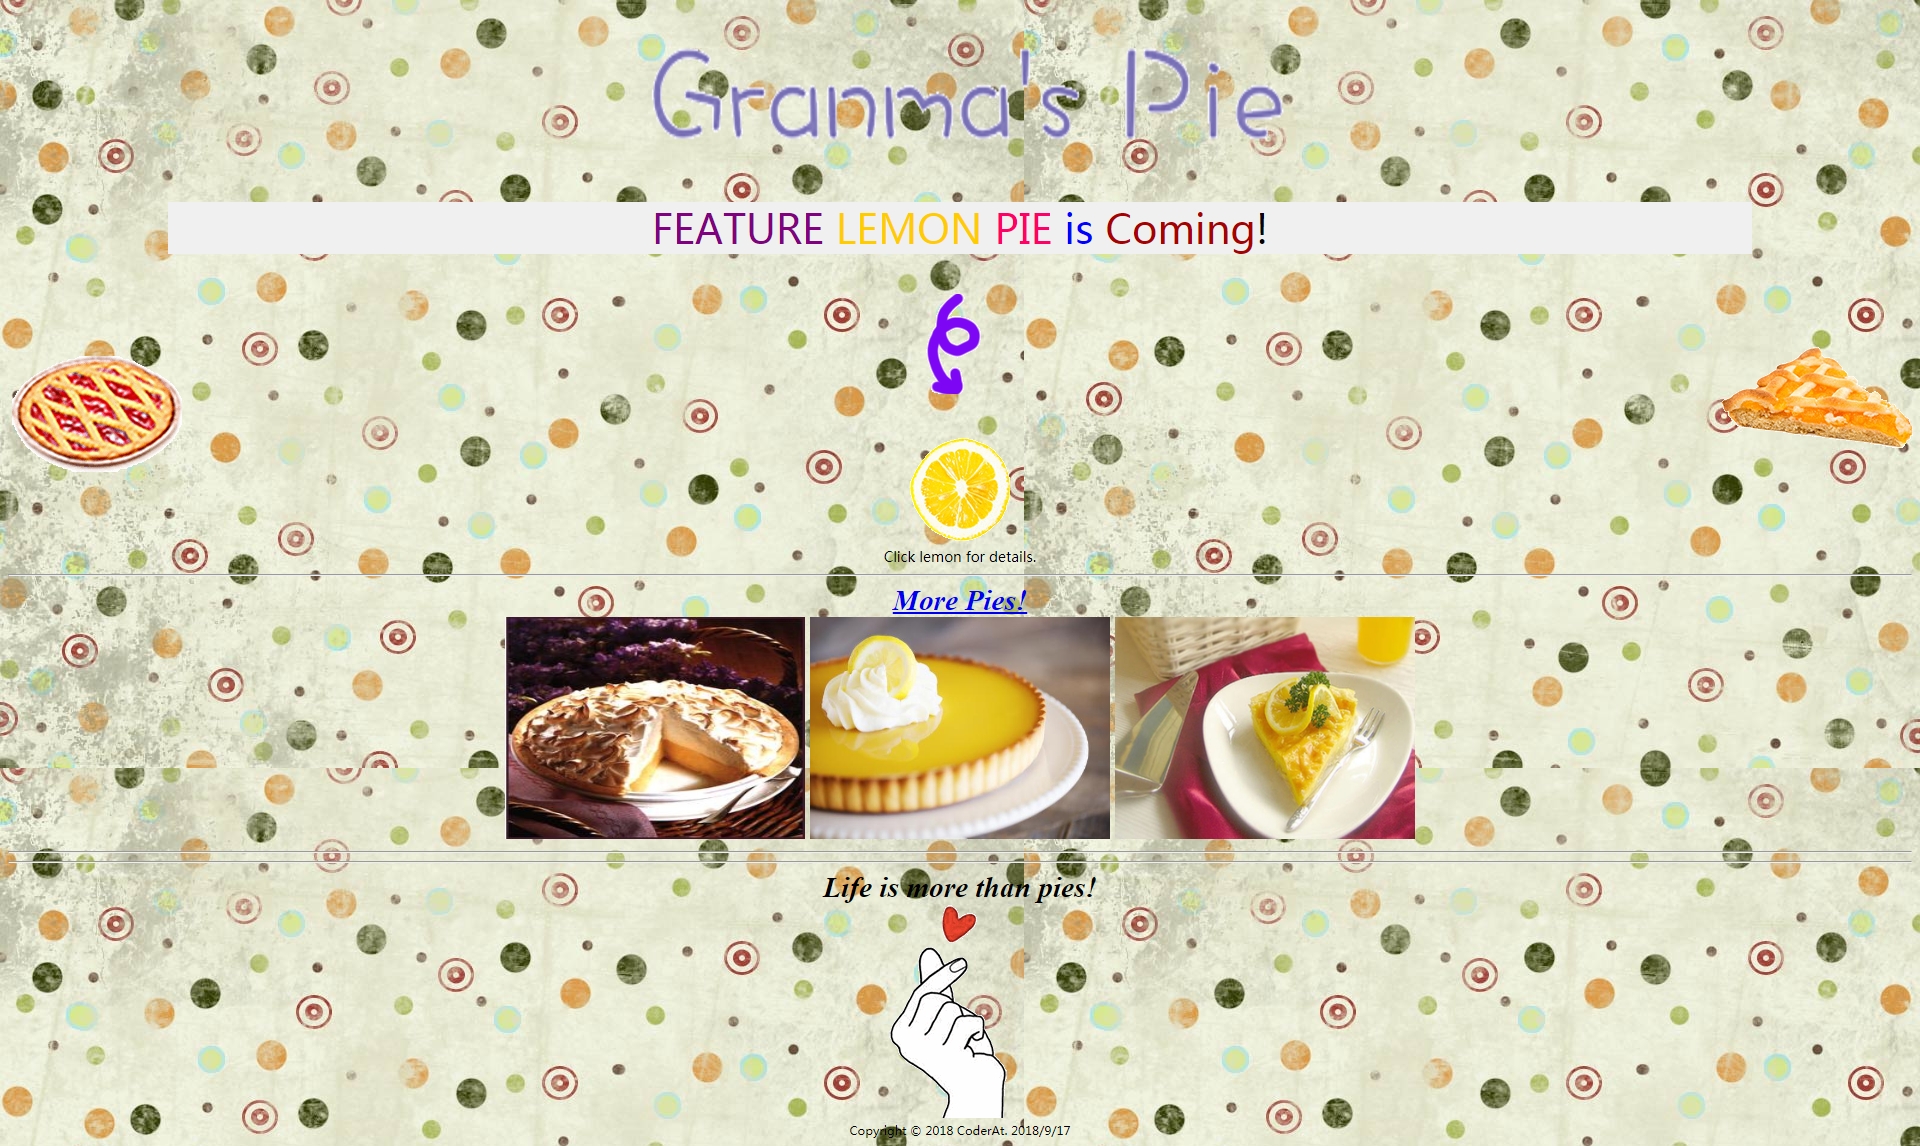 Granma's Pie
FEATURE LEMON PIE is Coming!
Click lemon for details.
More Pies!
Life is more than pies!
Copyright © 2018 CoderAt. 2018/9/17